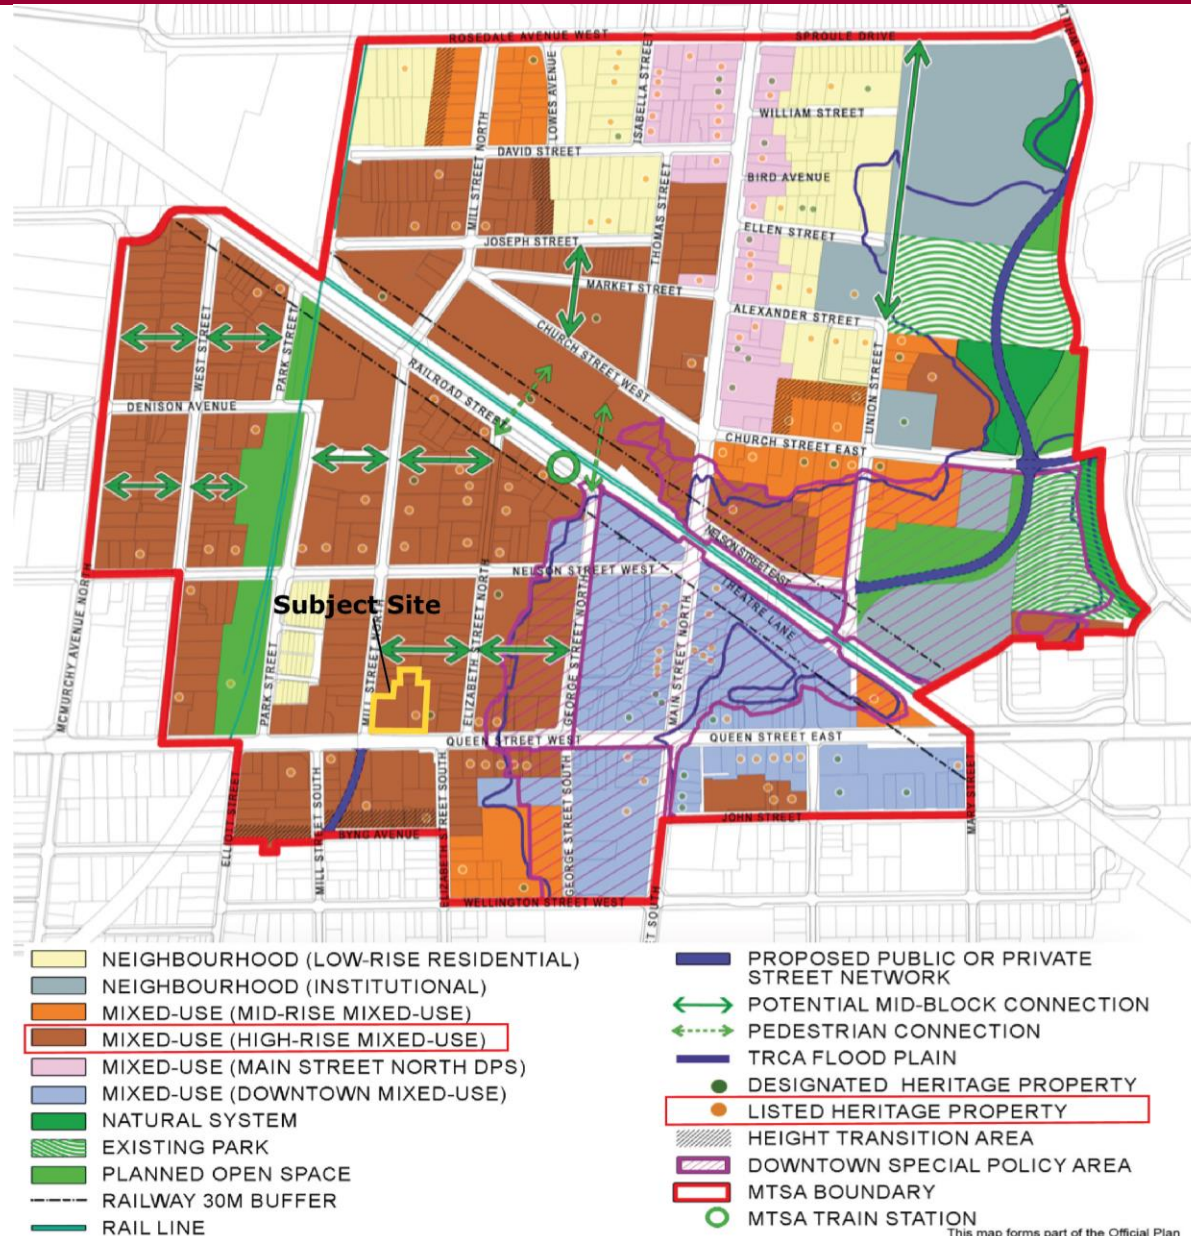 ROSEDALE AVENUE WEST
SPROULE DRIVE
LOWES AVENUE
ISABELLA STREET
WILLIAM STREET
MILL STREET NORTH
DAVID STREET
BIRD AVENUE
THOMAS STREET
ELLEN STREET
JOSEPH STREET
MARKET STREET
ALEXANDER STREET
CHURCH STREET WEST
WEST STREET
PARK STREET
RAILROAD STREET
UNION STREET
DENISON AVENUE
CHURCH STREET EAST
NELSON STREET EAST
NELSON STREET WEST
THEATRE LANE
MCMURCHY AVENUE NORTH
Subject Site
PARK STREET
MILL STREET NORTH
ELIZABETH STREET NORTH
GEORGE STREET NORTH
MAIN STREET NORTH
QUEEN STREET WEST
QUEEN STREET EAST
ELLIOTT STREET
MILL STREET SOUTH
BYNG AVENUE
ELIZABETH STREET SOUTH
GEORGE STREET SOUTH
JOHN STREET
MARY STREET
WELLINGTON STREET WEST
NEIGHBOURHOOD (LOW-RISE RESIDENTIAL)
NEIGHBOURHOOD (INSTITUTIONAL)
MIXED-USE (MID-RISE MIXED-USE)
MIXED-USE (HIGH-RISE MIXED-USE)
MIXED-USE (MAIN STREET NORTH DPS)
MIXED-USE (DOWNTOWN MIXED-USE)
NATURAL SYSTEM
EXISTING PARK
PLANNED OPEN SPACE
RAILWAY 30M BUFFER
RAIL LINE
PROPOSED PUBLIC OR PRIVATE
STREET NETWORK
POTENTIAL MID-BLOCK CONNECTION
PEDESTRIAN CONNECTION
TRCA FLOOD PLAIN
DESIGNATED HERITAGE PROPERTY
LISTED HERITAGE PROPERTY
HEIGHT TRANSITION AREA
DOWNTOWN SPECIAL POLICY AREA
MTSA BOUNDARY
MTSA TRAIN STATION
This map forms part of the Official Plan